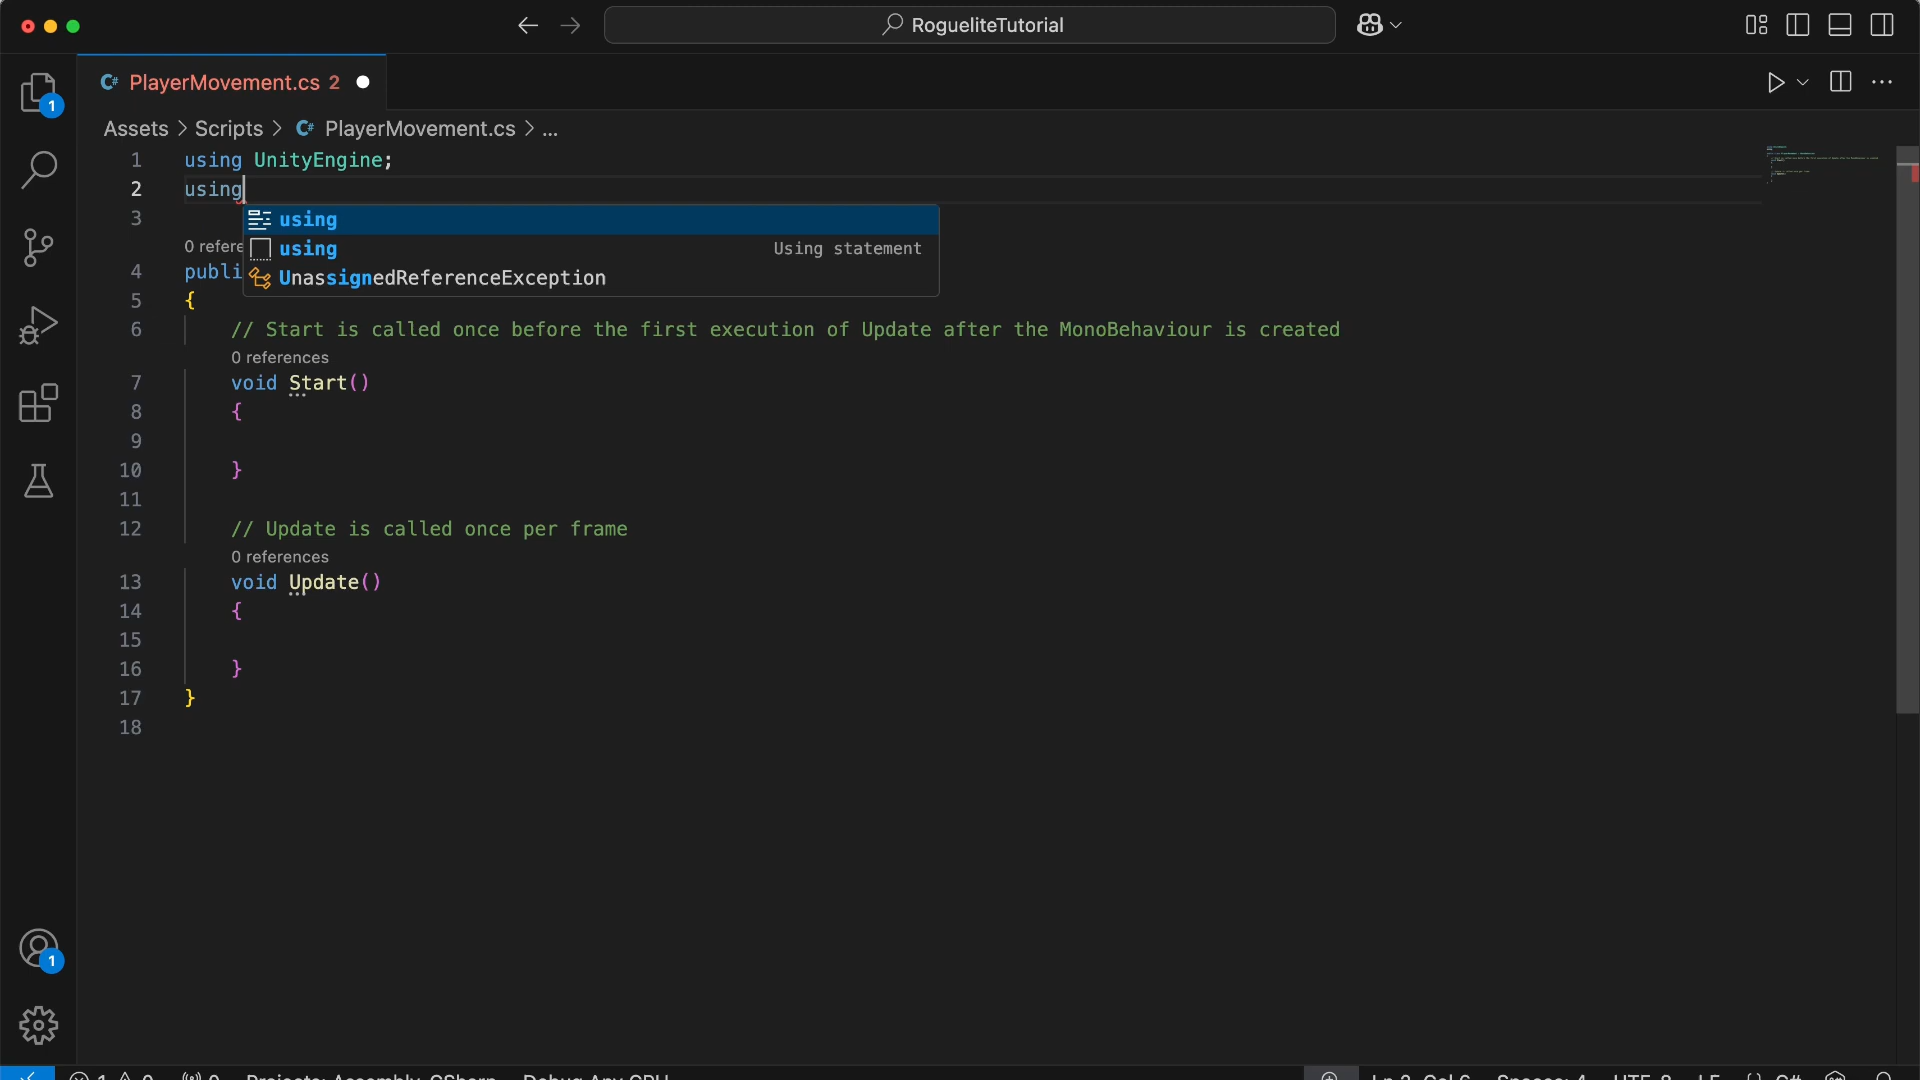 RogueliteTutorial
PlayerMovement.cs 2
Assets > Scripts > PlayerMovement.cs > ...
1 using UnityEngine;
2 using
using
3
using Using statement
0 refere
UnassignedReferenceException
4 publi
5 {
6 // Start is called once before the first execution of Update after the MonoBehaviour is created
0 references
7 void Start()
8 {
9
10 }
11
12 // Update is called once per frame
0 references
13 void Update()
14 {
15
16 }
17 }
18
1
1